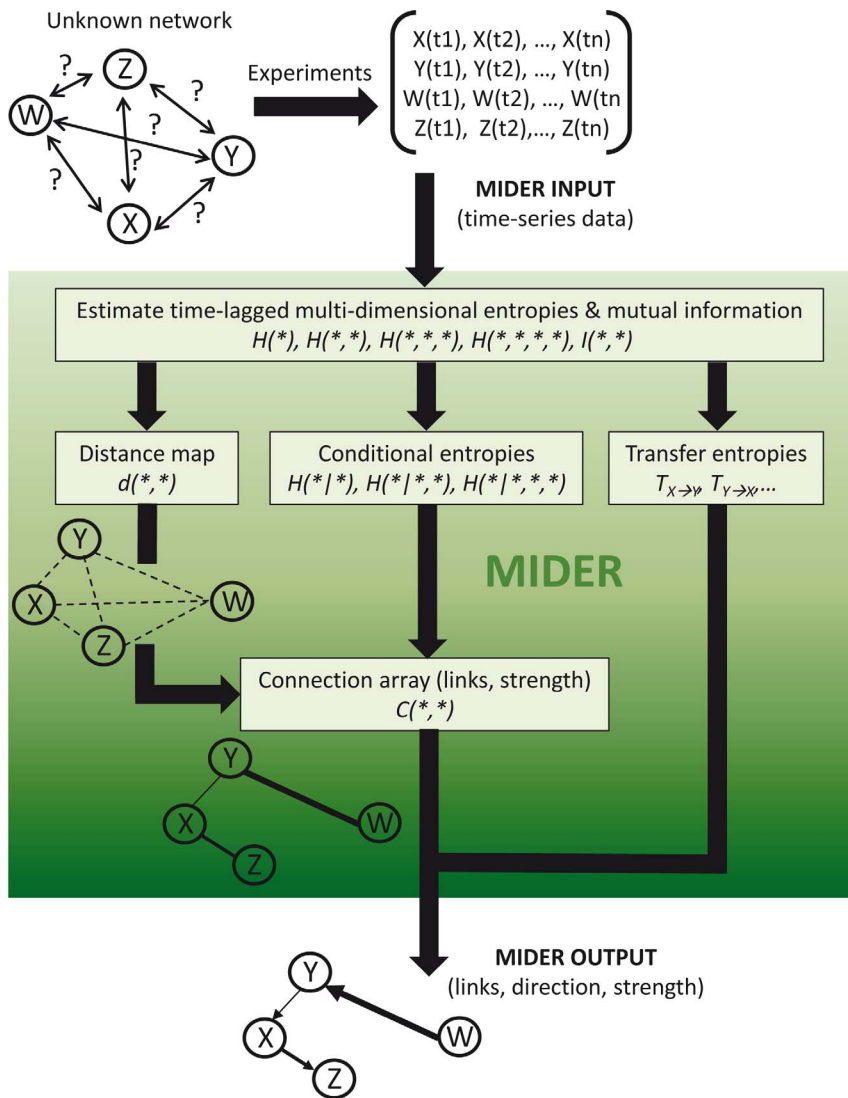 Unknown network
Z
W
Y
X
?
?
?
?
?
?
Experiments
X(t1), X(t2), ..., X(tn)
Y(t1), Y(t2), ..., Y(tn)
W(t1), W(t2), ..., W(tn
Z(t1), Z(t2),..., Z(tn)
MIDER INPUT
(time-series data)
Estimate time-lagged multi-dimensional entropies & mutual information
H(*), H(*,*), H(*,*,*), H(*,*,*,*), I(*,*)
Distance map
d(*,*)
Conditional entropies
H(*|*), H(*|*,*), H(*|*,*,*)
Transfer entropies
T_X→Y, T_Y→X,...
Y
X
W
Z
MIDER
Connection array (links, strength)
C(*,*)
Y
X
W
Z
MIDER OUTPUT
(links, direction, strength)
Y
X
W
Z